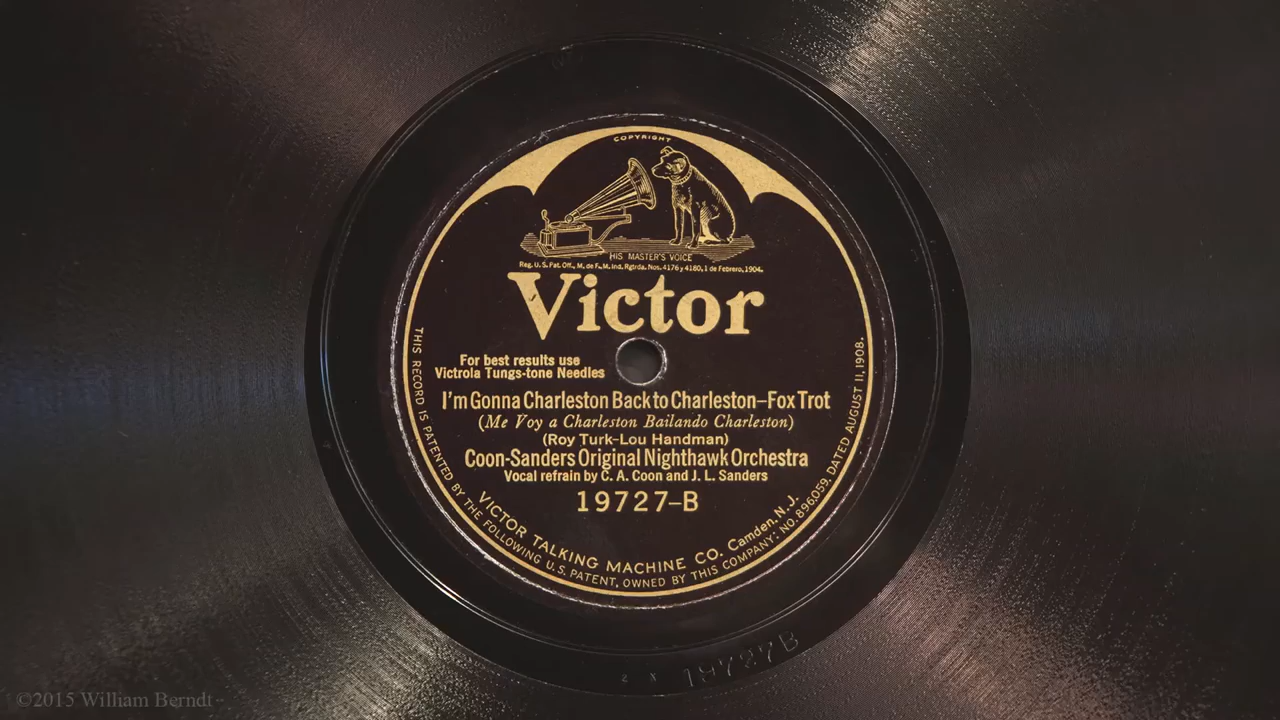 COPYRIGHT
HIS MASTER'S VOICE
Reg. U.S. Pat. Off., M. de F., M. Ind. Rgtrda. Nos. 4176 y 4180, 1 de Febrero, 1904.
Victor
For best results use
Victrola Tungs-tone Needles
I'm Gonna Charleston Back to Charleston–Fox Trot
(Me Voy a Charleston Bailando Charleston)
(Roy Turk-Lou Handman)
Coon-Sanders Original Nighthawk Orchestra
Vocal refrain by C. A. Coon and J. L. Sanders
19727–B
VICTOR TALKING MACHINE CO. Camden, N.J.
THIS RECORD IS PATENTED BY THE FOLLOWING U.S. PATENT, OWNED BY THIS COMPANY: NO. 896,059. DATED AUGUST 11, 1908.
19727B
©2015 William Berndt